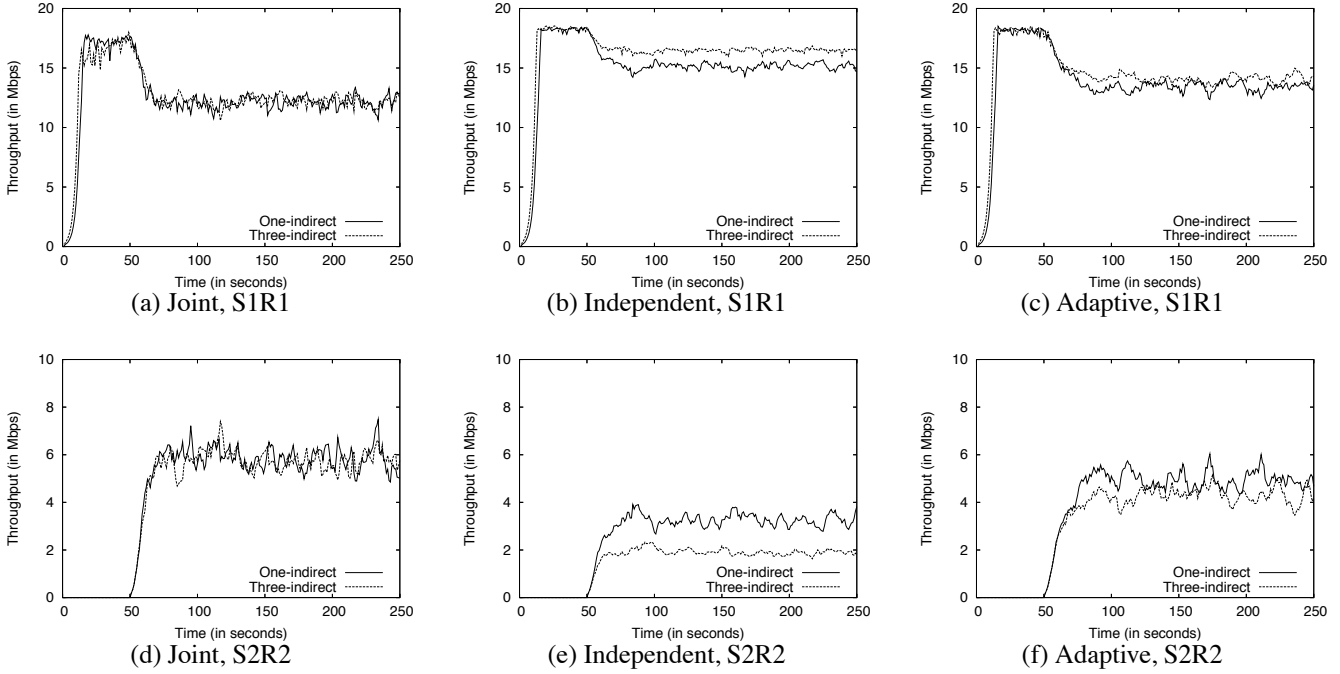 20
15
10
5
0
Throughput (in Mbps)
One-indirect
Three-indirect
0 50 100 150 200 250
Time (in seconds)
(a) Joint, S1R1
20
15
10
5
0
Throughput (in Mbps)
One-indirect
Three-indirect
0 50 100 150 200 250
Time (in seconds)
(b) Independent, S1R1
20
15
10
5
0
Throughput (in Mbps)
One-indirect
Three-indirect
0 50 100 150 200 250
Time (in seconds)
(c) Adaptive, S1R1
10
8
6
4
2
0
Throughput (in Mbps)
One-indirect
Three-indirect
0 50 100 150 200 250
Time (in seconds)
(d) Joint, S2R2
10
8
6
4
2
0
Throughput (in Mbps)
One-indirect
Three-indirect
0 50 100 150 200 250
Time (in seconds)
(e) Independent, S2R2
10
8
6
4
2
0
Throughput (in Mbps)
One-indirect
Three-indirect
0 50 100 150 200 250
Time (in seconds)
(f) Adaptive, S2R2